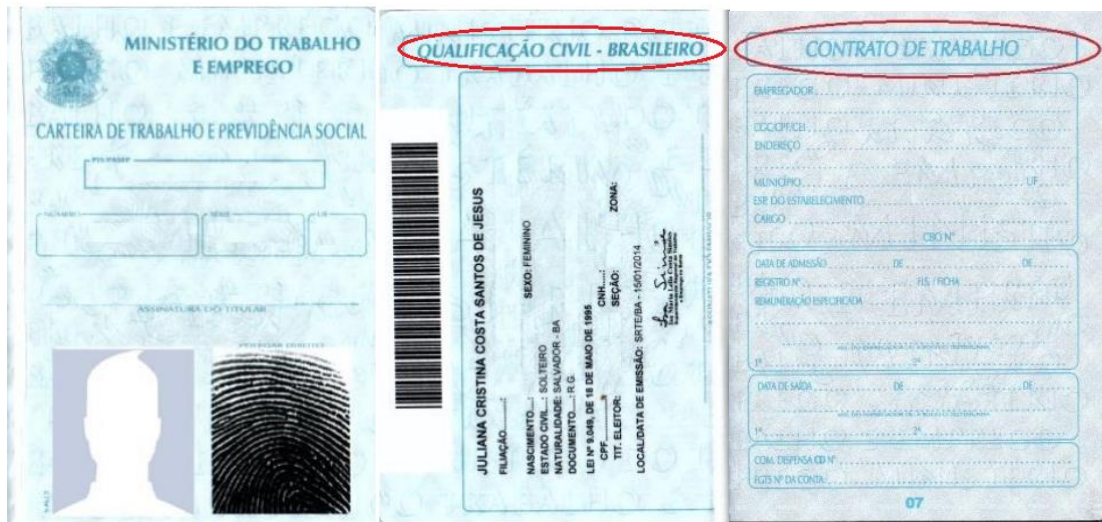 MINISTÉRIO DO TRABALHO
E EMPREGO
CARTEIRA DE TRABALHO E PREVIDÊNCIA SOCIAL
PIS/PASEP
NÚMERO
SÉRIE
UF
ASSINATURA DO TITULAR
POLEGAR DIREITO
QUALIFICAÇÃO CIVIL - BRASILEIRO
JULIANA CRISTINA COSTA SANTOS DE JESUS
FILIAÇÃO......:
NASCIMENTO.....: SEXO: FEMININO
ESTADO CIVIL...: SOLTEIRO
NATURALIDADE: SALVADOR - BA
DOCUMENTO.....: R.G.
LEI Nº 9.049, DE 18 DE MAIO DE 1995
CPF............: CNH....:
TIT. ELEITOR: SEÇÃO: ZONA:
LOCAL/DATA DE EMISSÃO: SRTE/BA - 15/01/2014
CONTRATO DE TRABALHO
EMPREGADOR
CGC/CPF/CEI
ENDEREÇO
MUNICÍPIO UF
ESP. DO ESTABELECIMENTO
CARGO
CBO Nº
DATA DE ADMISSÃO DE DE
REGISTRO Nº FLS. / FICHA
REMUNERAÇÃO ESPECIFICADA
1ª 2ª
DATA DE SAÍDA DE DE
1ª 2ª
COM. DISPENSA CD Nº
FGTS Nº DA CONTA:
07